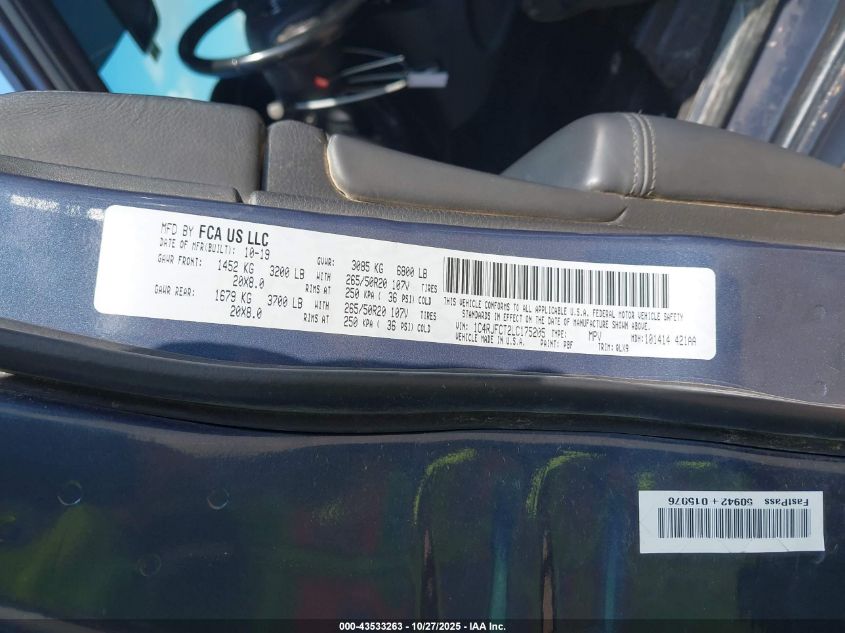 MFD BY FCA US LLC
DATE OF MFR(BUILT): 10-19 GVWR: 3085 KG 6800 LB
GAWR FRONT: 1452 KG 3200 LB WITH 265/50R20 107V TIRES
20X8.0 RIMS AT 250 KPA ( 36 PSI) COLD
GAWR REAR: 1679 KG 3700 LB WITH 265/50R20 107V TIRES
20X8.0 RIMS AT 250 KPA ( 36 PSI) COLD
THIS VEHICLE CONFORMS TO ALL APPLICABLE U.S.A. FEDERAL MOTOR VEHICLE SAFETY
STANDARDS IN EFFECT ON THE DATE OF MANUFACTURE SHOWN ABOVE.
VIN: 1C4RJFCT2LC175205 TYPE: MPV MDH: 101414 421AA
VEHICLE MADE IN U.S.A. PAINT: PBF TRIM: QLX9
FastPass 50942+015976
000-43533263 | 10/27/2025 | IAA Inc.